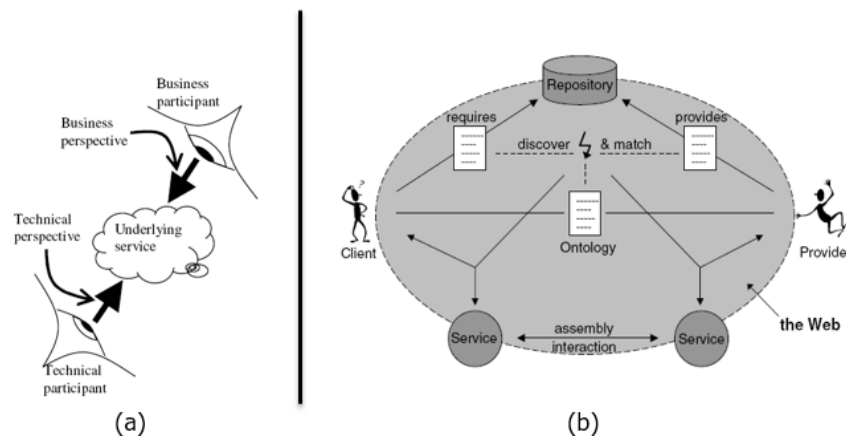 Business
participant
Business
perspective
Technical
perspective
Underlying
service
Technical
participant
(a)
Repository
requires
provides
discover
& match
?
Client
Ontology
Provide
the Web
Service
assembly
interaction
Service
(b)